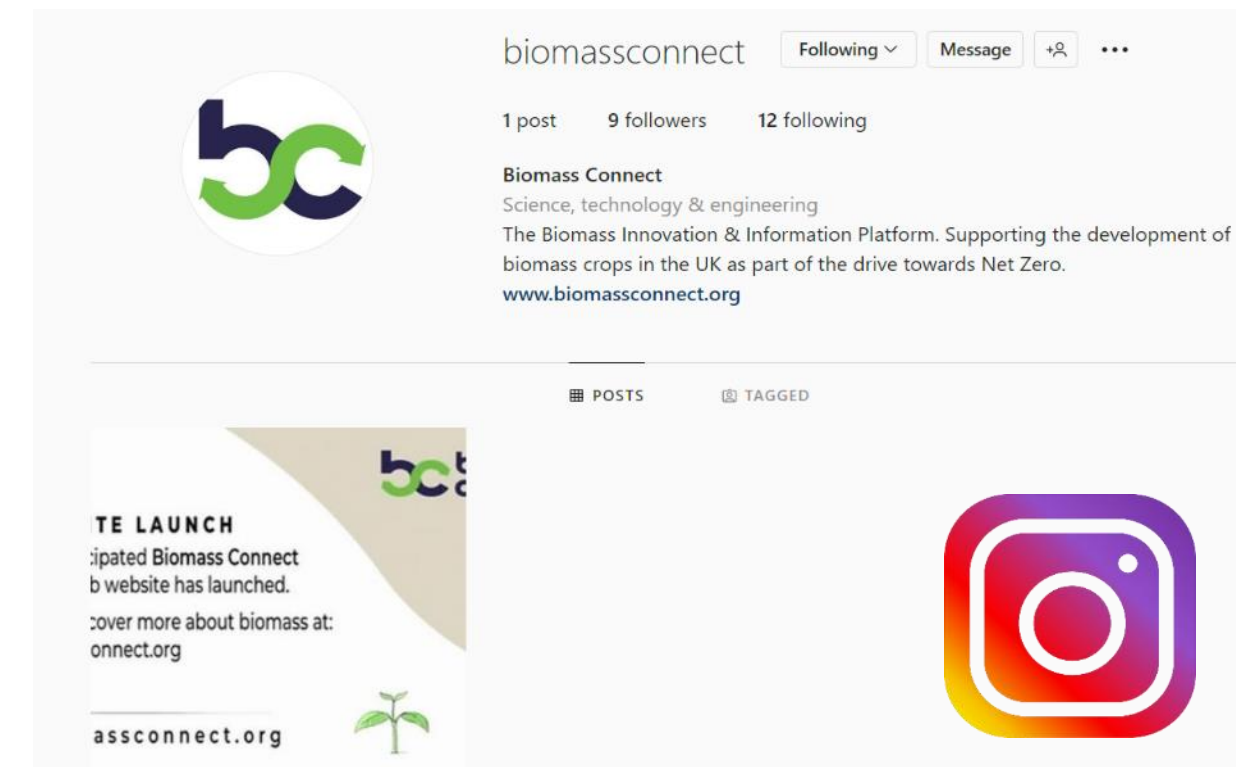 biomassconnect Following Message
1 post 9 followers 12 following
Biomass Connect
Science, technology & engineering
The Biomass Innovation & Information Platform. Supporting the development of
biomass crops in the UK as part of the drive towards Net Zero.
www.biomassconnect.org
POSTS TAGGED
bc
bc
TE LAUNCH
cipated Biomass Connect
b website has launched.
cover more about biomass at:
onnect.org
assconnect.org